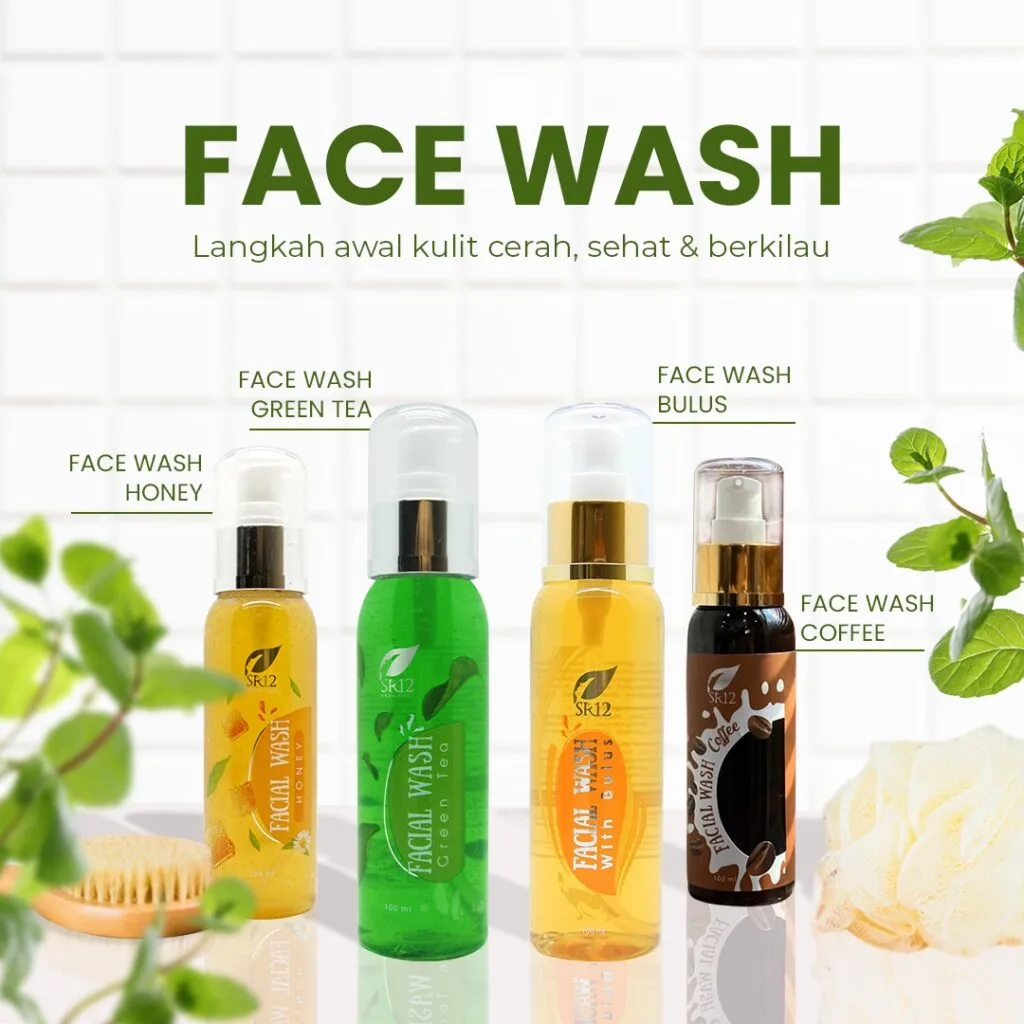 FACE WASH
Langkah awal kulit cerah, sehat & berkilau
FACE WASH
GREEN TEA
FACE WASH
BULUS
FACE WASH
HONEY
FACE WASH
COFFEE
SR12
FACIAL WASH
HONEY
SR12
FACIAL WASH
Green Tea
100 ml
SR12
FACIAL WASH
With Bulus
SR12
FACIAL WASH
Coffee
100 ml